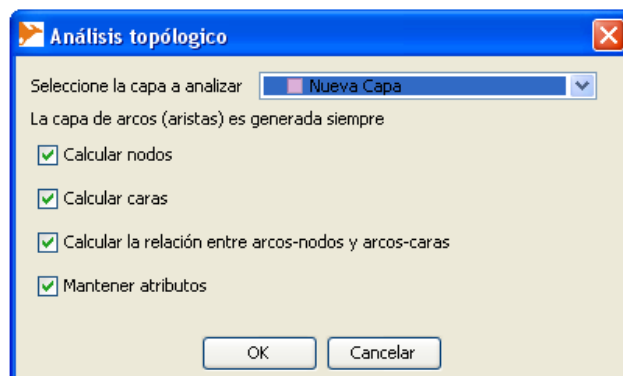 Análisis topólogico
Seleccione la capa a analizar Nueva Capa
La capa de arcos (aristas) es generada siempre
Calcular nodos
Calcular caras
Calcular la relación entre arcos-nodos y arcos-caras
Mantener atributos
OK Cancelar